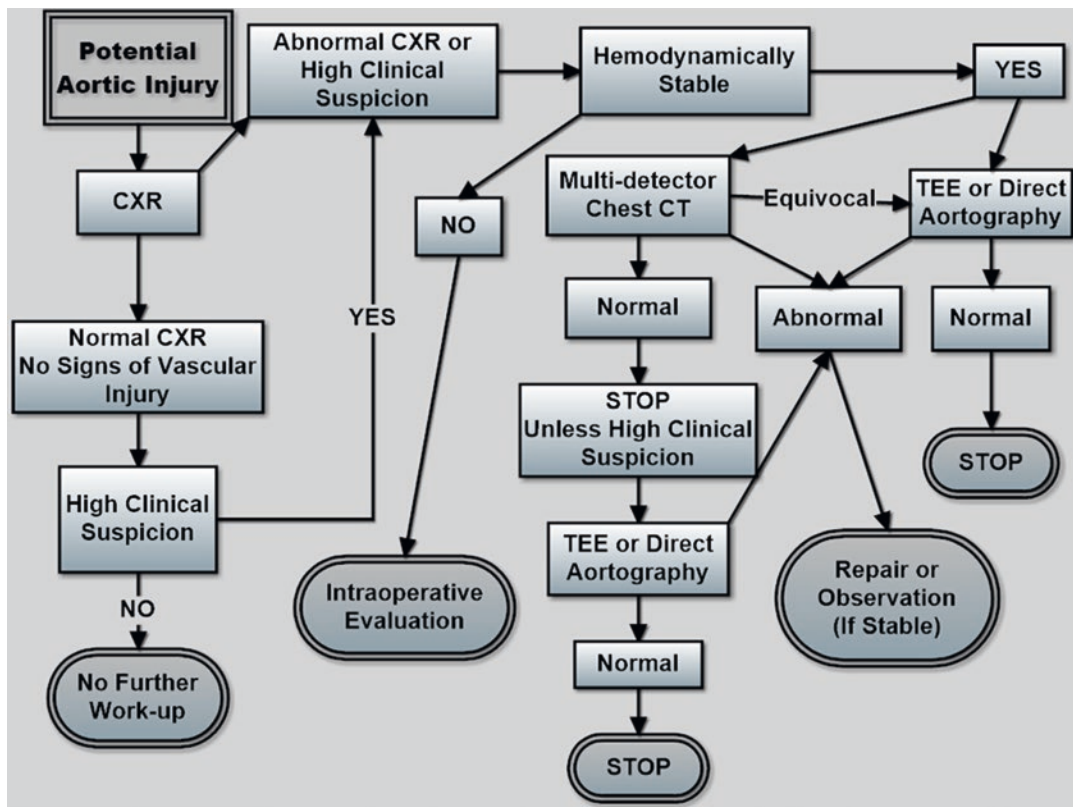 Potential
Aortic Injury
Abnormal CXR or
High Clinical
Suspicion
Hemodynamically
Stable
YES
CXR
NO
Multi-detector
Chest CT
Equivocal
TEE or Direct
Aortography
Normal
Abnormal
Normal
YES
Normal CXR
No Signs of Vascular
Injury
STOP
Unless High Clinical
Suspicion
STOP
High Clinical
Suspicion
TEE or Direct
Aortography
NO
Intraoperative
Evaluation
Repair or
Observation
(If Stable)
Normal
No Further
Work-up
STOP